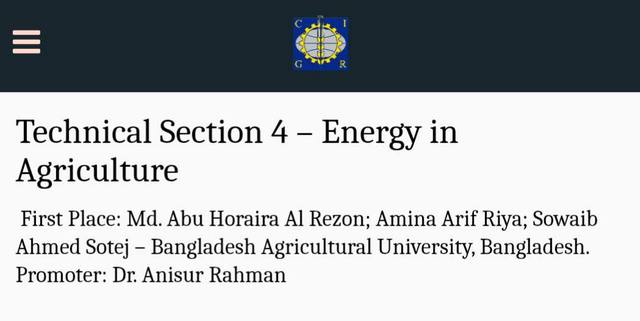 C I
G R
Technical Section 4 – Energy in
Agriculture
First Place: Md. Abu Horaira Al Rezon; Amina Arif Riya; Sowaib
Ahmed Sotej – Bangladesh Agricultural University, Bangladesh.
Promoter: Dr. Anisur Rahman